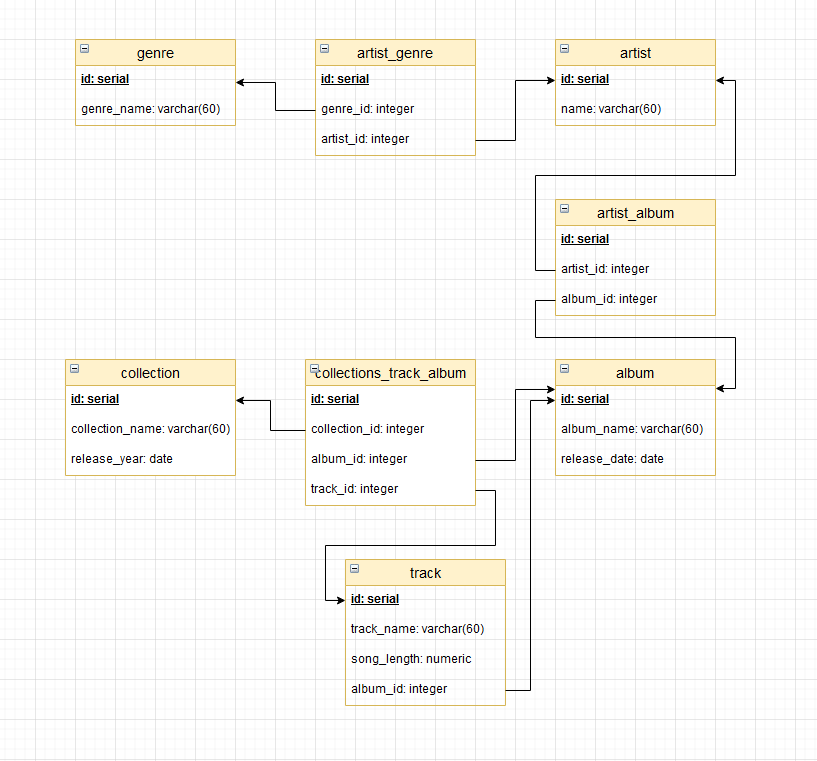 genre
id: serial
genre_name: varchar(60)
artist_genre
id: serial
genre_id: integer
artist_id: integer
artist
id: serial
name: varchar(60)
artist_album
id: serial
artist_id: integer
album_id: integer
collection
id: serial
collection_name: varchar(60)
release_year: date
collections_track_album
id: serial
collection_id: integer
album_id: integer
track_id: integer
album
id: serial
album_name: varchar(60)
release_date: date
track
id: serial
track_name: varchar(60)
song_length: numeric
album_id: integer